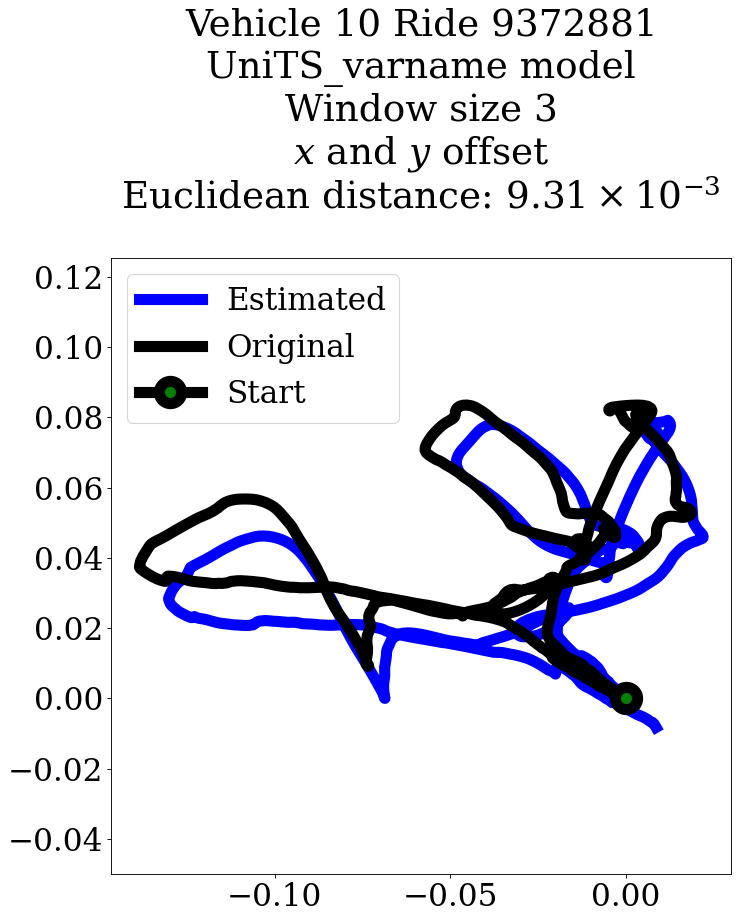 Vehicle 10 Ride 9372881
UniTS_varname model
Window size 3
x and y offset
Euclidean distance: 9.31 × 10⁻³
Estimated
Original
Start
0.12
0.10
0.08
0.06
0.04
0.02
0.00
−0.02
−0.04
−0.10
−0.05
0.00